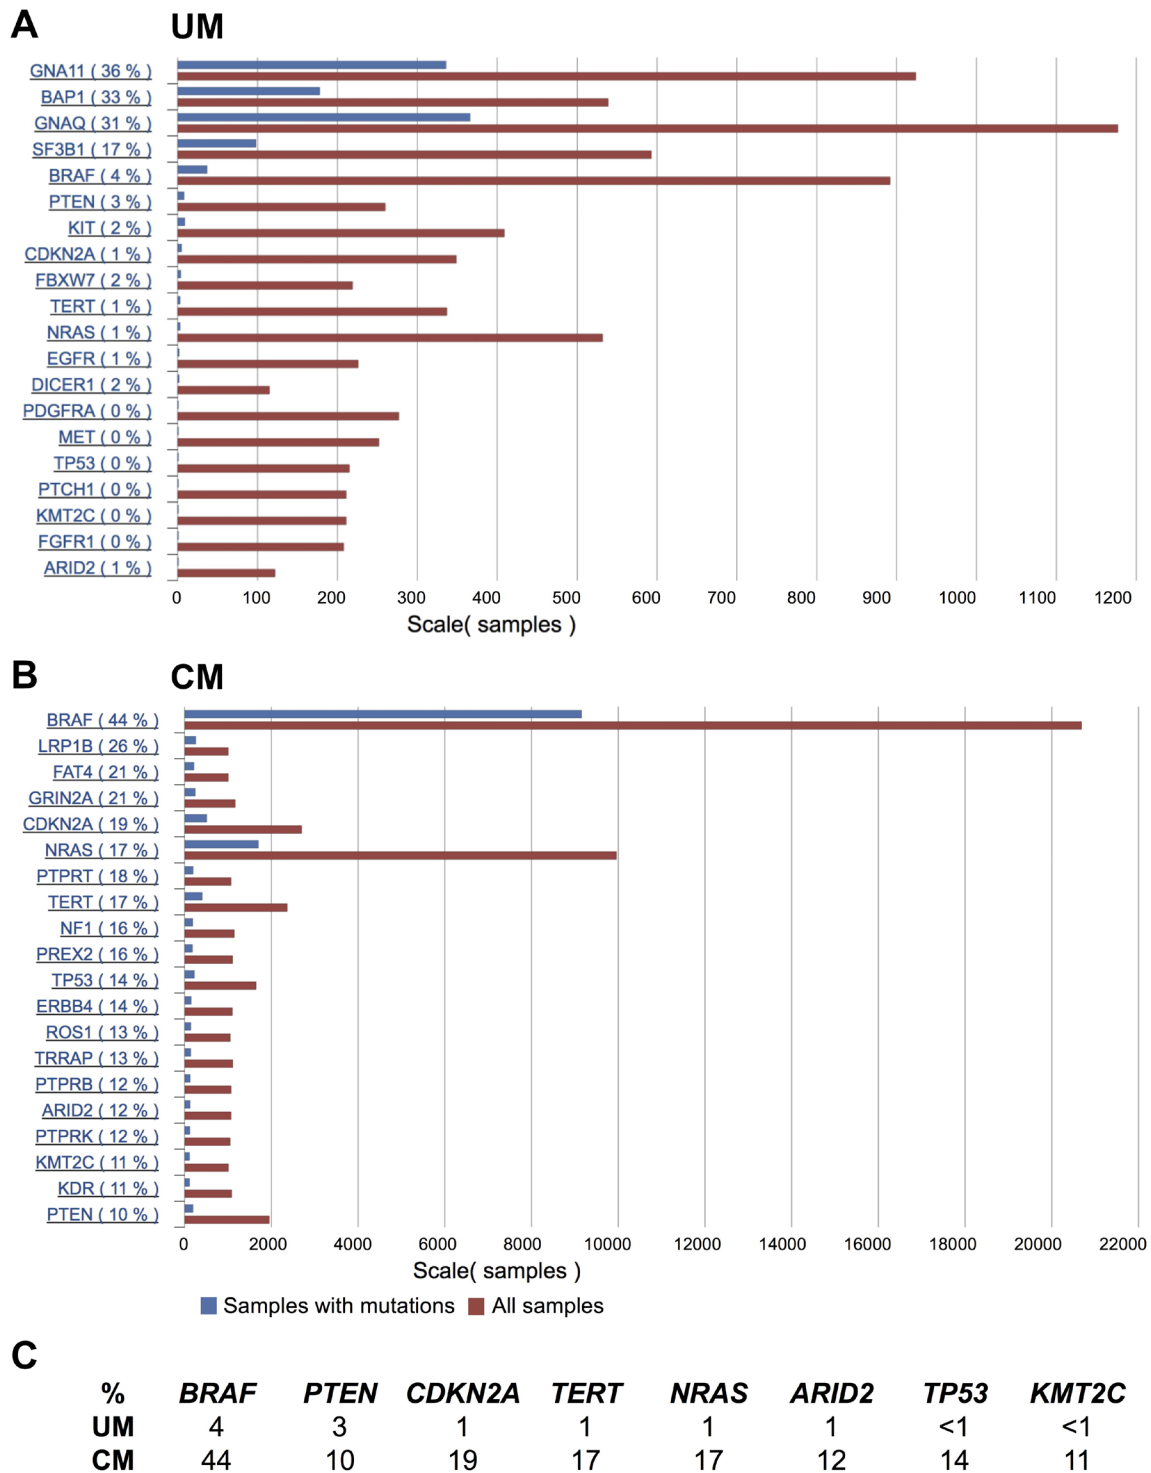 A UM
GNA11 ( 36 % )
BAP1 ( 33 % )
GNAQ ( 31 % )
SF3B1 ( 17 % )
BRAF ( 4 % )
PTEN ( 3 % )
KIT ( 2 % )
CDKN2A ( 1 % )
FBXW7 ( 2 % )
TERT ( 1 % )
NRAS ( 1 % )
EGFR ( 1 % )
DICER1 ( 2 % )
PDGFRA ( 0 % )
MET ( 0 % )
TP53 ( 0 % )
PTCH1 ( 0 % )
KMT2C ( 0 % )
FGFR1 ( 0 % )
ARID2 ( 1 % )
0 100 200 300 400 500 600 700 800 900 1000 1100 1200
Scale( samples )
B CM
BRAF ( 44 % )
LRP1B ( 26 % )
FAT4 ( 21 % )
GRIN2A ( 21 % )
CDKN2A ( 19 % )
NRAS ( 17 % )
PTPRT ( 18 % )
TERT ( 17 % )
NF1 ( 16 % )
PREX2 ( 16 % )
TP53 ( 14 % )
ERBB4 ( 14 % )
ROS1 ( 13 % )
TRRAP ( 13 % )
PTPRB ( 12 % )
ARID2 ( 12 % )
PTPRK ( 12 % )
KMT2C ( 11 % )
KDR ( 11 % )
PTEN ( 10 % )
0 2000 4000 6000 8000 10000 12000 14000 16000 18000 20000 22000
Scale( samples )
Samples with mutations All samples
C
% BRAF PTEN CDKN2A TERT NRAS ARID2 TP53 KMT2C
UM 4 3 1 1 1 1 <1 <1
CM 44 10 19 17 17 12 14 11